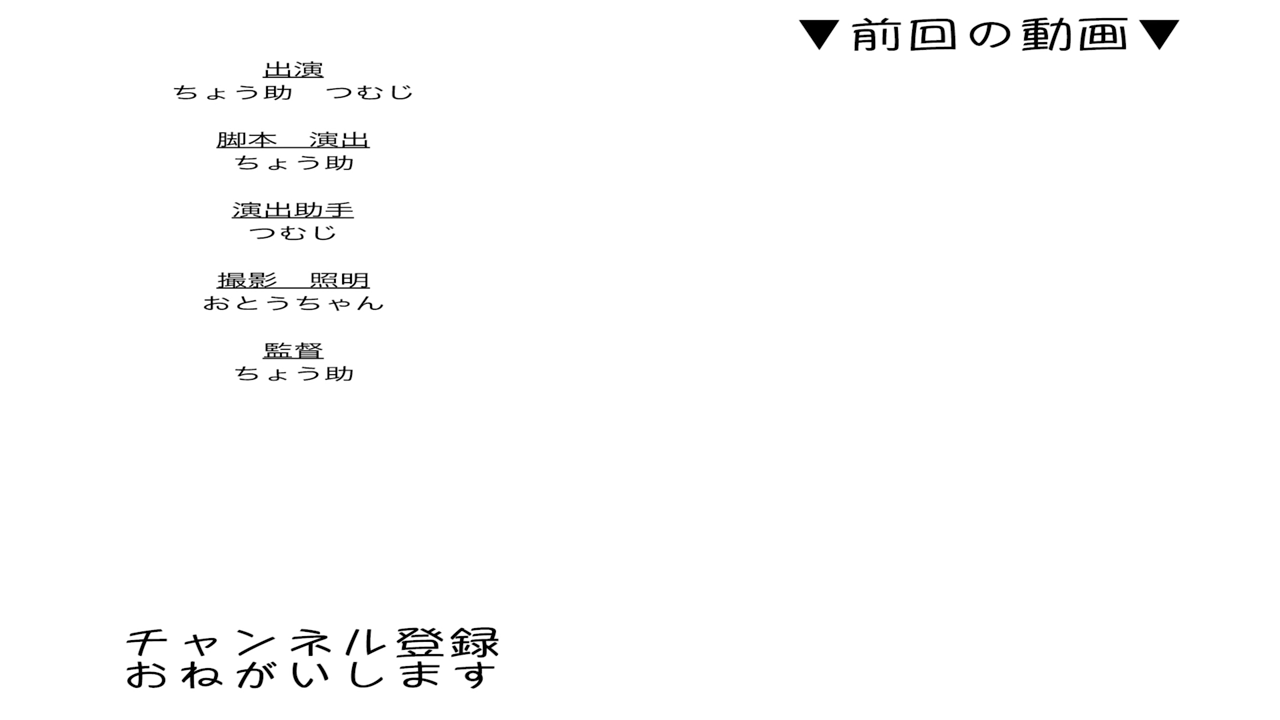 ▼前回の動画▼
出演
ちょう助　つむじ
脚本　演出
ちょう助
演出助手
つむじ
撮影　照明
おとうちゃん
監督
ちょう助
チャンネル登録
おねがいします